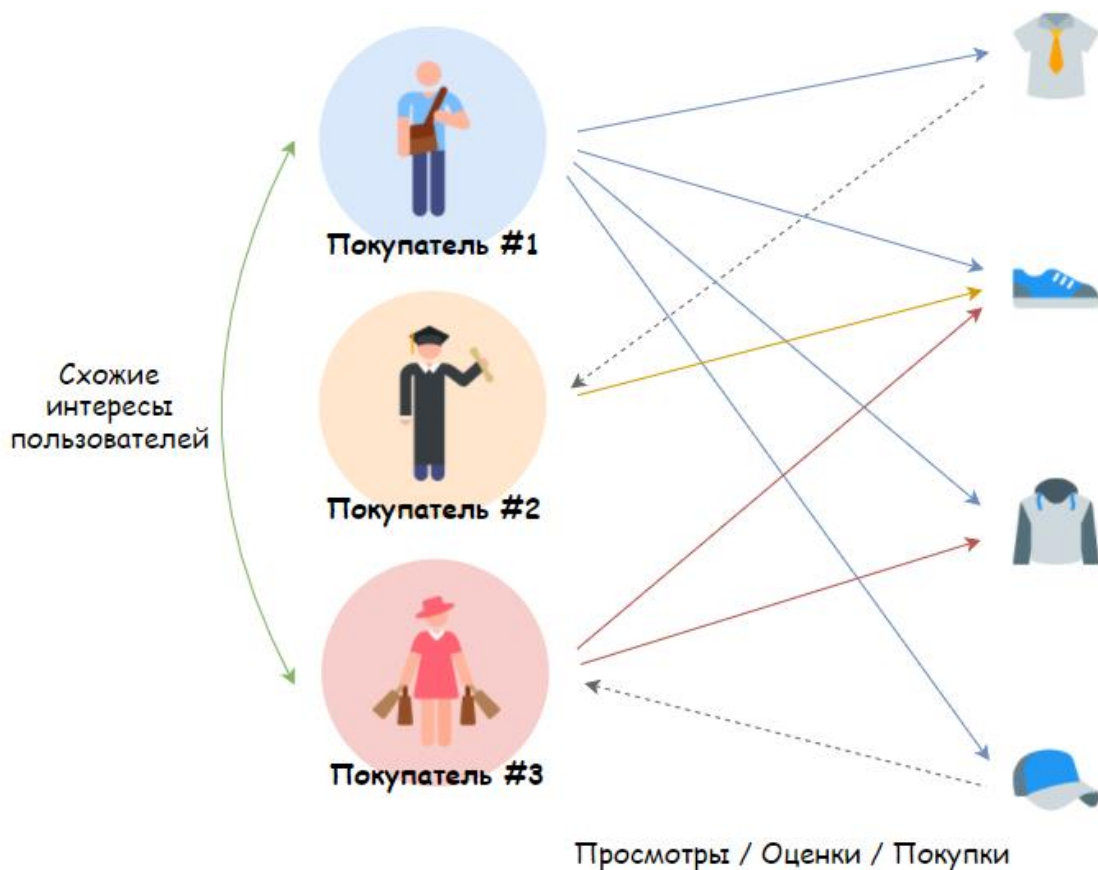 Покупатель #1
Схожие
интересы
пользователей
Покупатель #2
Покупатель #3
Просмотры / Оценки / Покупки